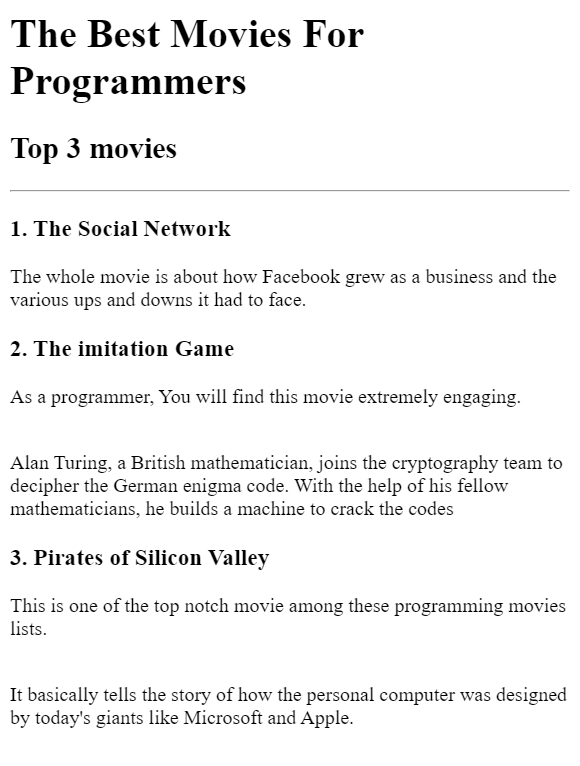 The Best Movies For
Programmers
Top 3 movies
1. The Social Network
The whole movie is about how Facebook grew as a business and the
various ups and downs it had to face.
2. The imitation Game
As a programmer, You will find this movie extremely engaging.
Alan Turing, a British mathematician, joins the cryptography team to
decipher the German enigma code. With the help of his fellow
mathematicians, he builds a machine to crack the codes
3. Pirates of Silicon Valley
This is one of the top notch movie among these programming movies
lists.
It basically tells the story of how the personal computer was designed
by today's giants like Microsoft and Apple.